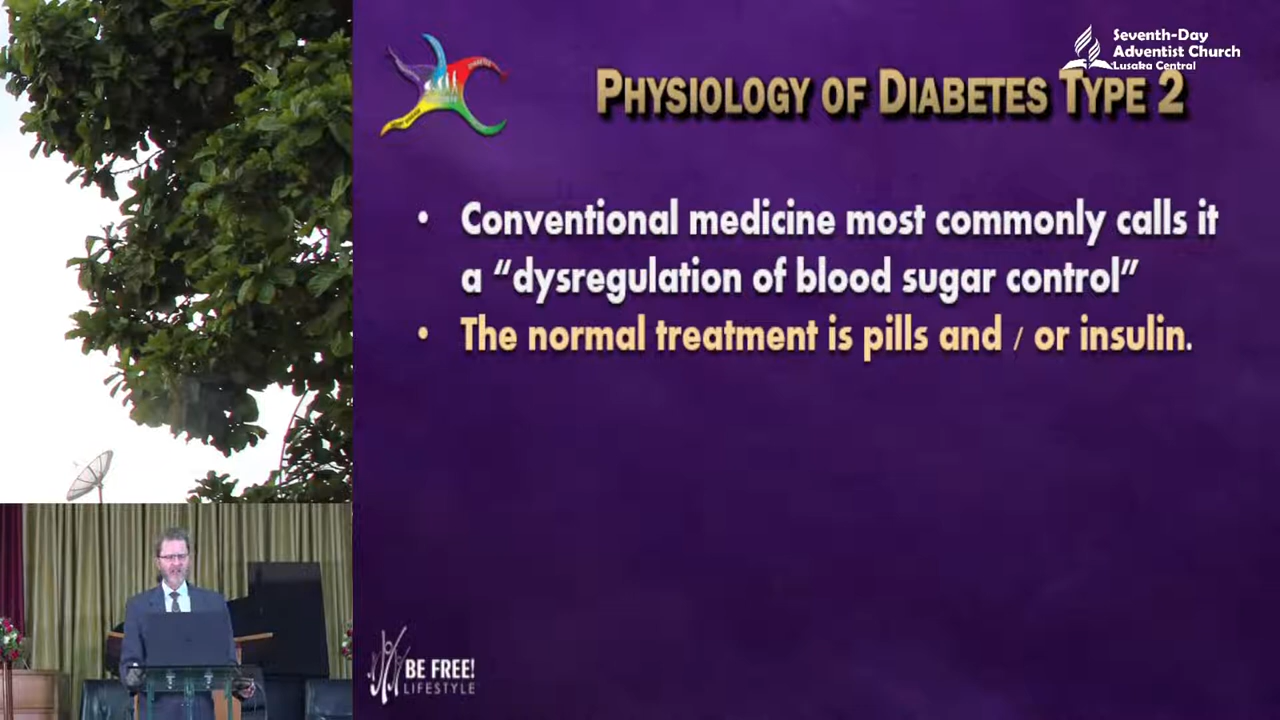 Seventh-Day
Adventist Church
Lusaka Central
PHYSIOLOGY OF DIABETES TYPE 2
• Conventional medicine most commonly calls it
a “dysregulation of blood sugar control”
• The normal treatment is pills and / or insulin.
BE FREE!
LIFESTYLE